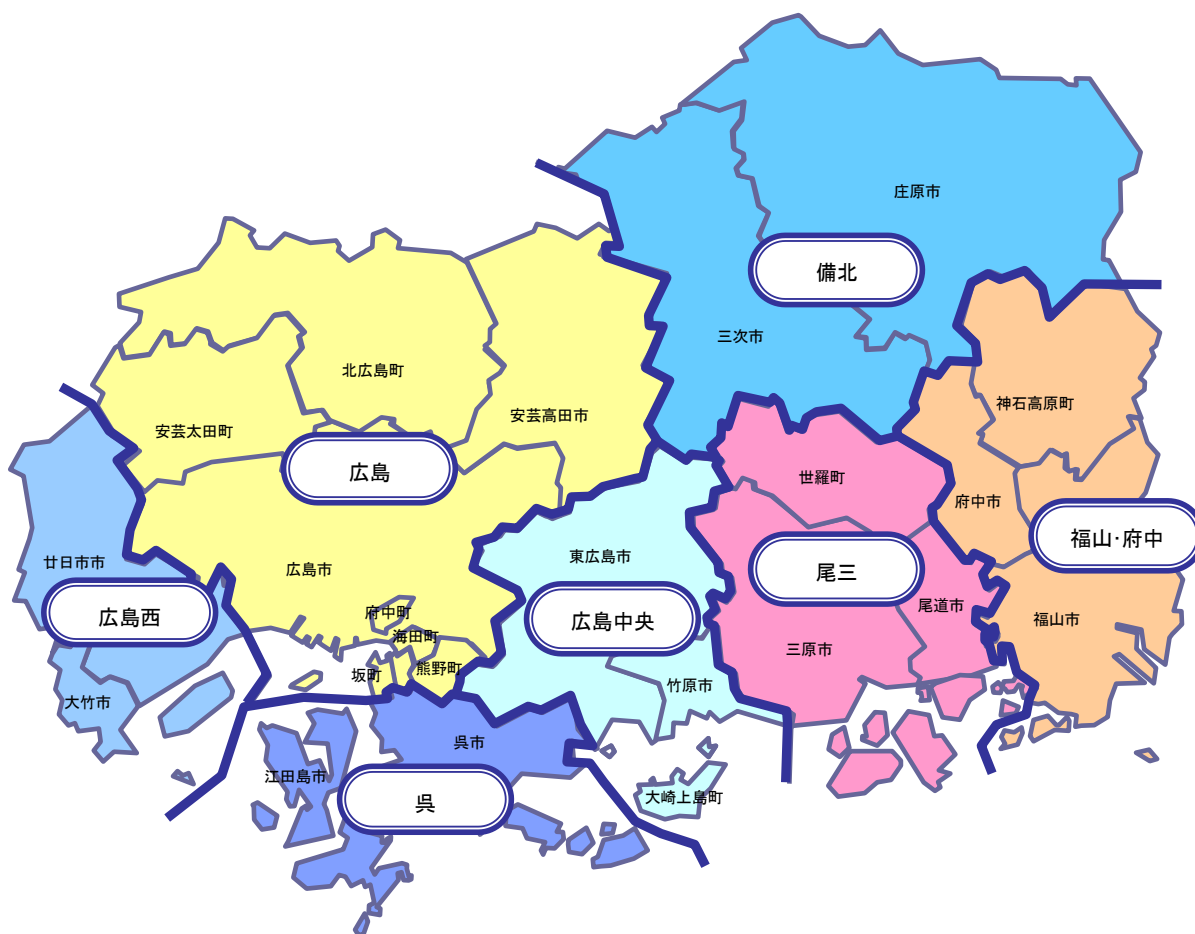 庄原市
備北
三次市
北広島町
神石高原町
安芸高田市
安芸太田町
広島
世羅町
府中市
福山・府中
東広島市
廿日市市
広島市
尾三
尾道市
府中町
広島西
広島中央
福山市
海田町
三原市
熊野町
坂町
竹原市
大竹市
呉市
江田島市
大崎上島町
呉